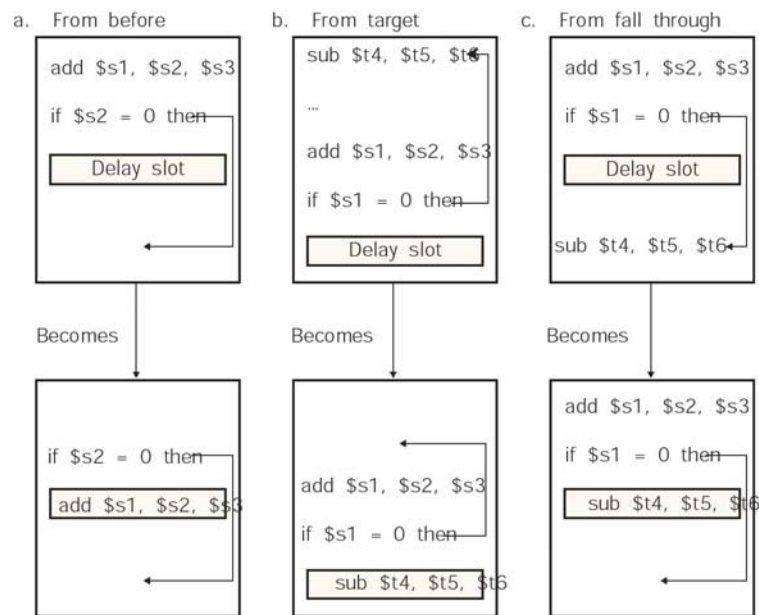 a. From before
add $s1, $s2, $s3
if $s2 = 0 then
Delay slot
Becomes
if $s2 = 0 then
add $s1, $s2, $s3
b. From target
sub $t4, $t5, $t6
...
add $s1, $s2, $s3
if $s1 = 0 then
Delay slot
Becomes
add $s1, $s2, $s3
if $s1 = 0 then
sub $t4, $t5, $t6
c. From fall through
add $s1, $s2, $s3
if $s1 = 0 then
Delay slot
sub $t4, $t5, $t6
Becomes
add $s1, $s2, $s3
if $s1 = 0 then
sub $t4, $t5, $t6